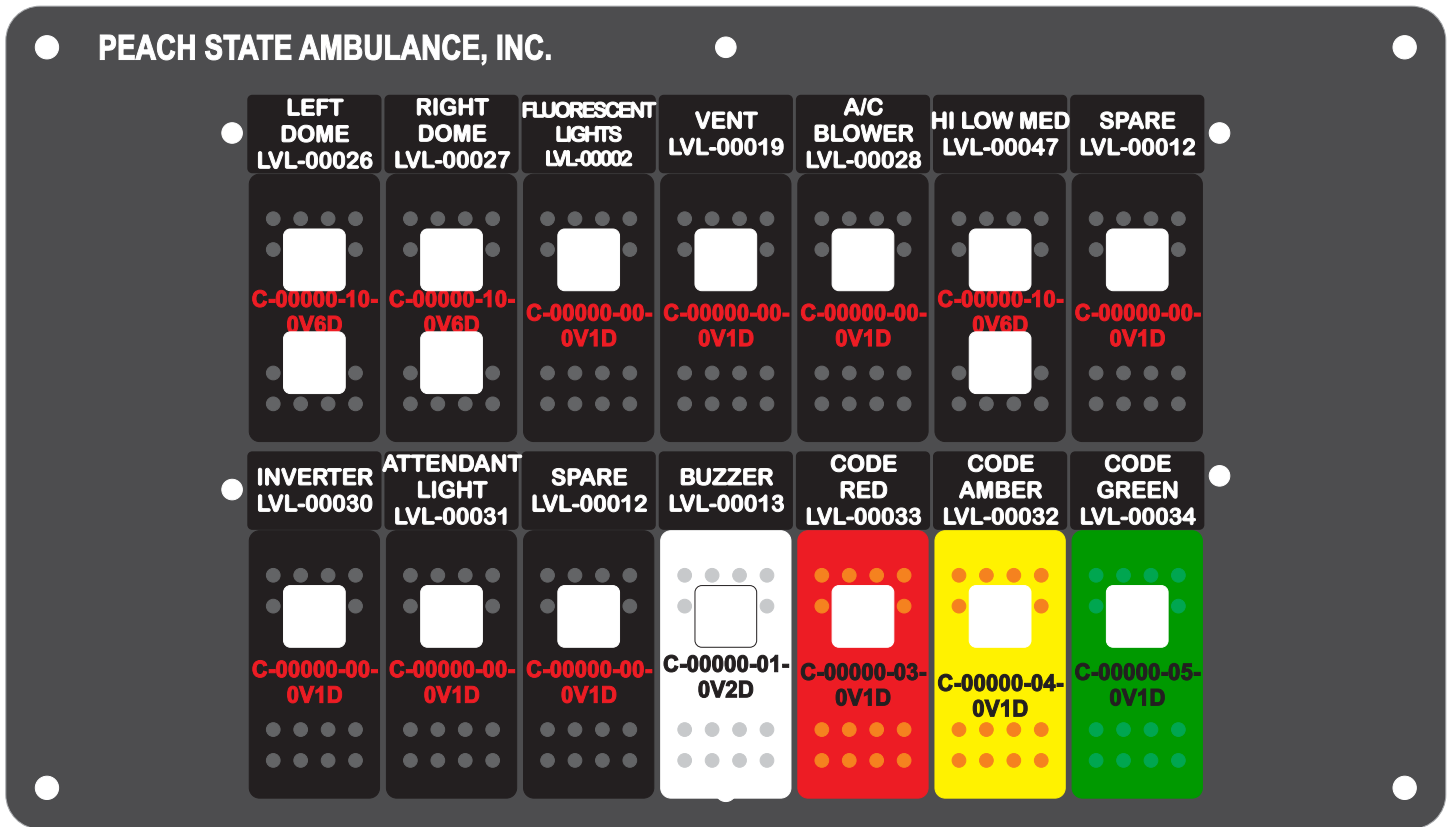 PEACH STATE AMBULANCE, INC.
LEFT
DOME
LVL-00026
RIGHT
DOME
LVL-00027
FLUORESCENT
LIGHTS
LVL-00002
VENT
LVL-00019
A/C
BLOWER
LVL-00028
HI LOW MED
LVL-00047
SPARE
LVL-00012
C-00000-10-
0V6D
C-00000-10-
0V6D
C-00000-00-
0V1D
C-00000-00-
0V1D
C-00000-00-
0V1D
C-00000-10-
0V6D
C-00000-00-
0V1D
INVERTER
LVL-00030
ATTENDANT
LIGHT
LVL-00031
SPARE
LVL-00012
BUZZER
LVL-00013
CODE
RED
LVL-00033
CODE
AMBER
LVL-00032
CODE
GREEN
LVL-00034
C-00000-00-
0V1D
C-00000-00-
0V1D
C-00000-00-
0V1D
C-00000-01-
0V2D
C-00000-03-
0V1D
C-00000-04-
0V1D
C-00000-05-
0V1D